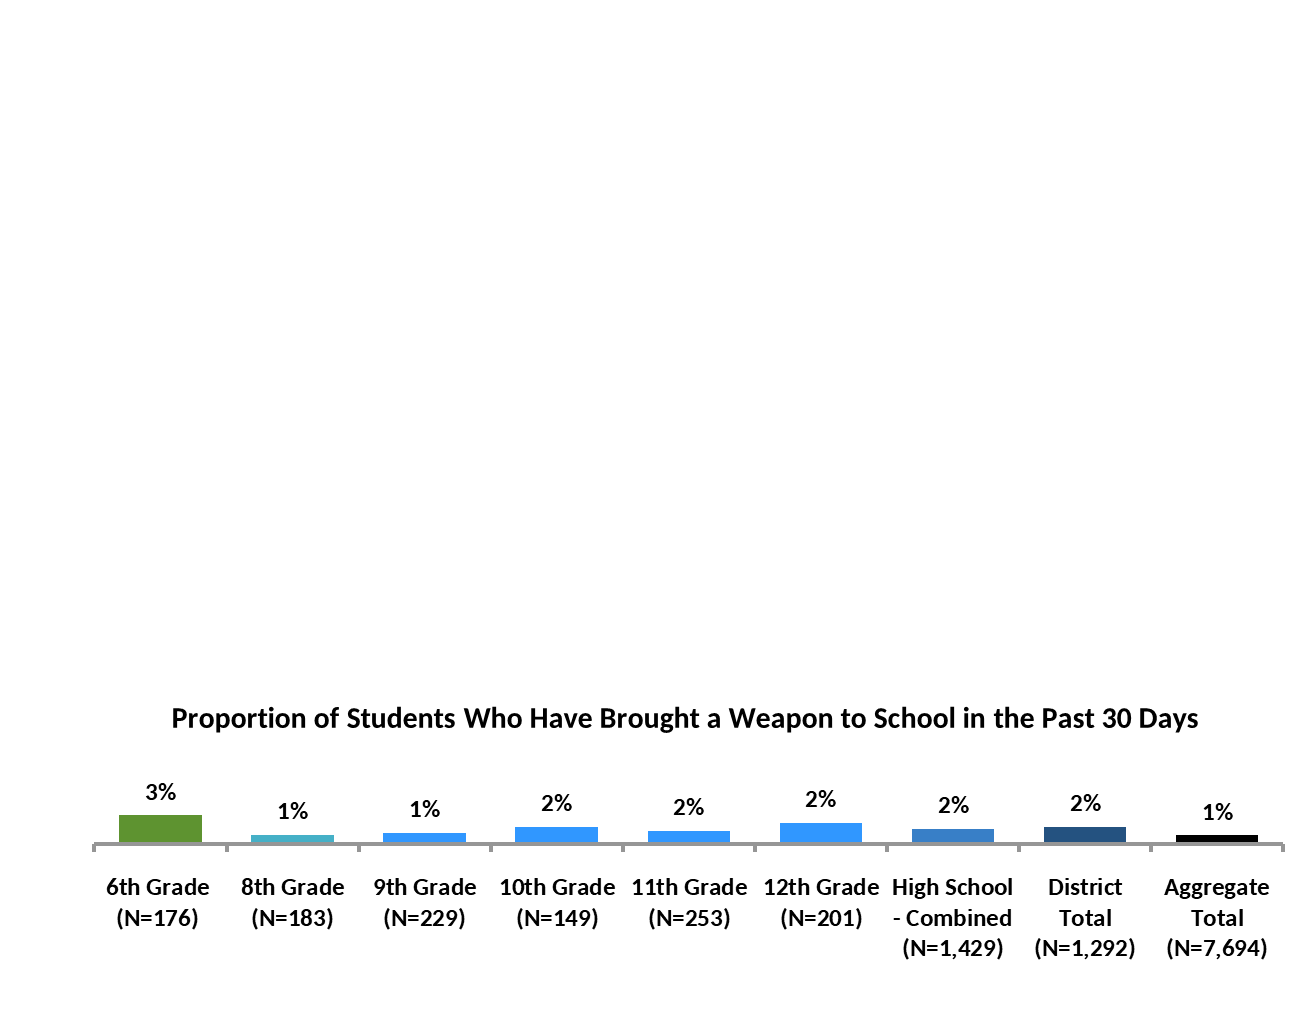 Proportion of Students Who Have Brought a Weapon to School in the Past 30 Days
3%
1%
1%
2%
2%
2%
2%
2%
1%
6th Grade
(N=176)
8th Grade
(N=183)
9th Grade
(N=229)
10th Grade
(N=149)
11th Grade
(N=253)
12th Grade
(N=201)
High School
- Combined
(N=1,429)
District
Total
(N=1,292)
Aggregate
Total
(N=7,694)